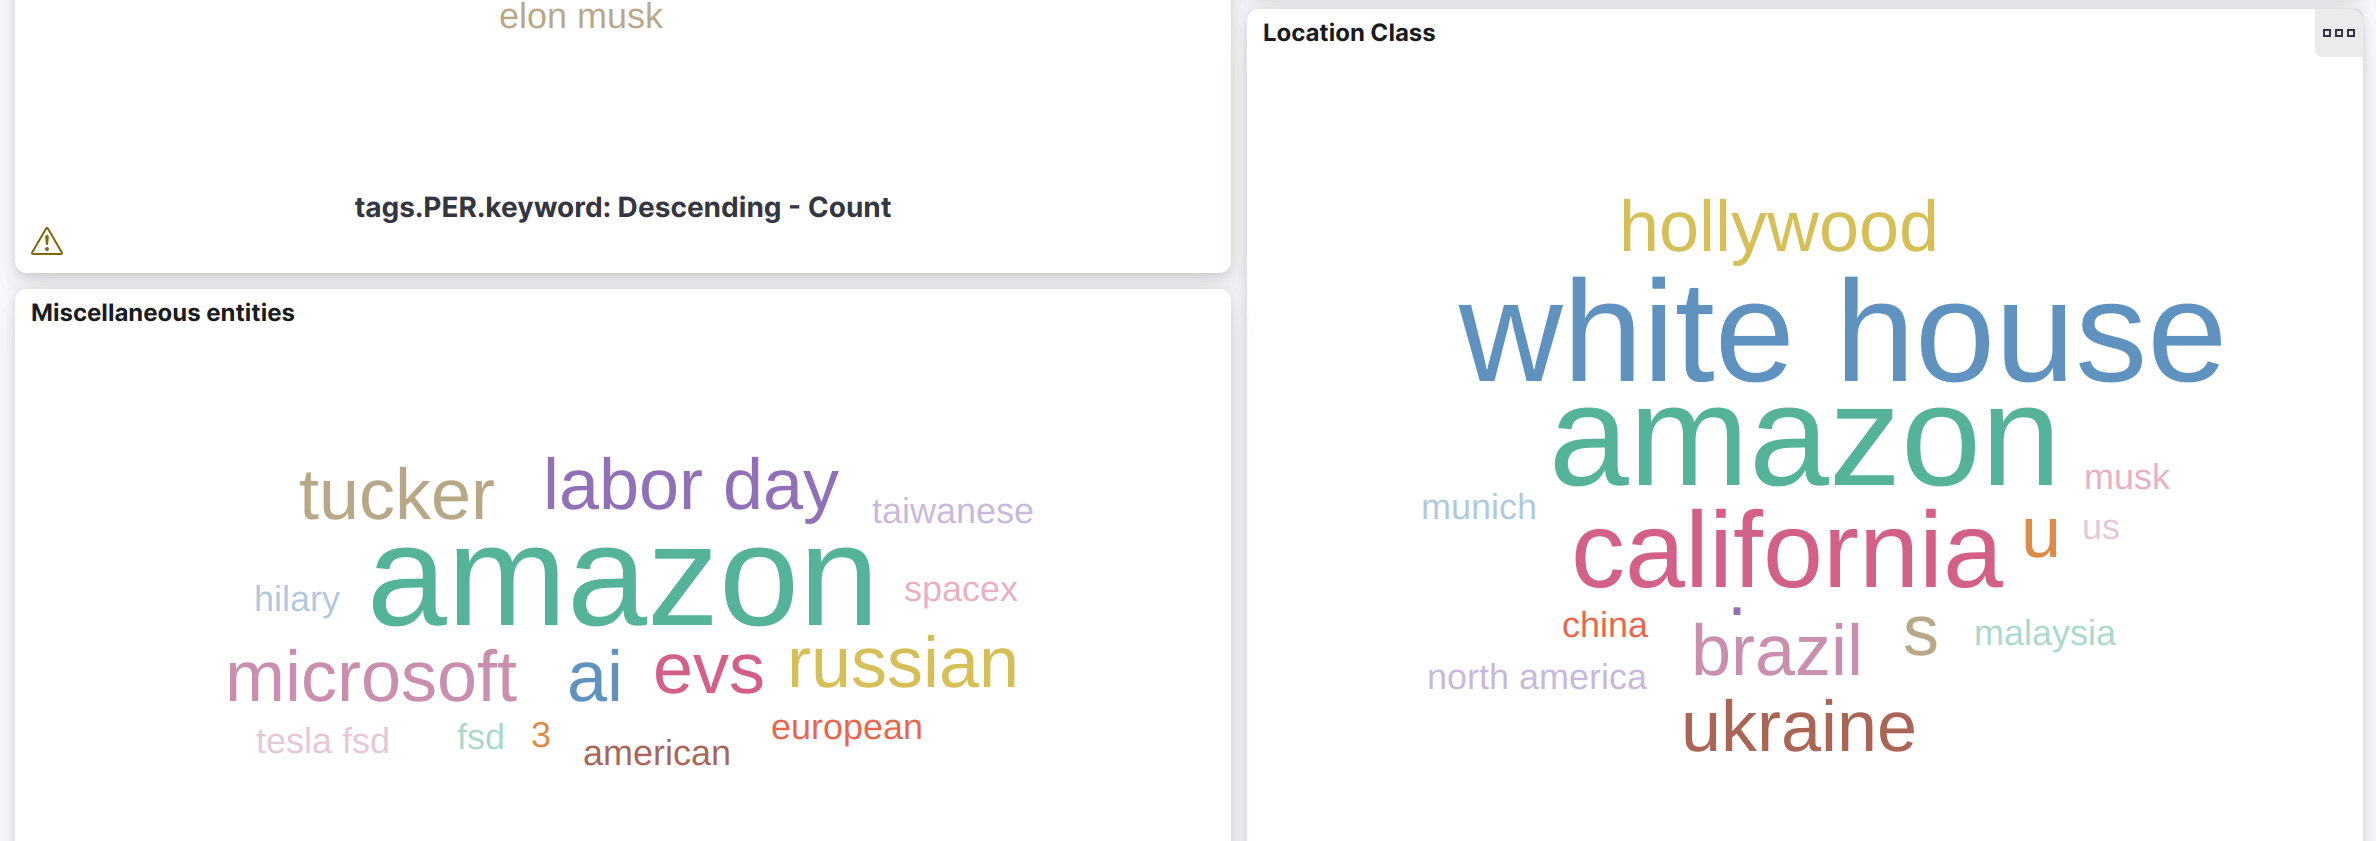 elon musk
tags.PER.keyword: Descending - Count
Miscellaneous entities
tucker labor day taiwanese
hilary amazon spacex
microsoft ai evs russian
tesla fsd fsd 3 american european
Location Class
hollywood
white house
amazon musk
munich california u us
china . brazil s malaysia
north america
ukraine